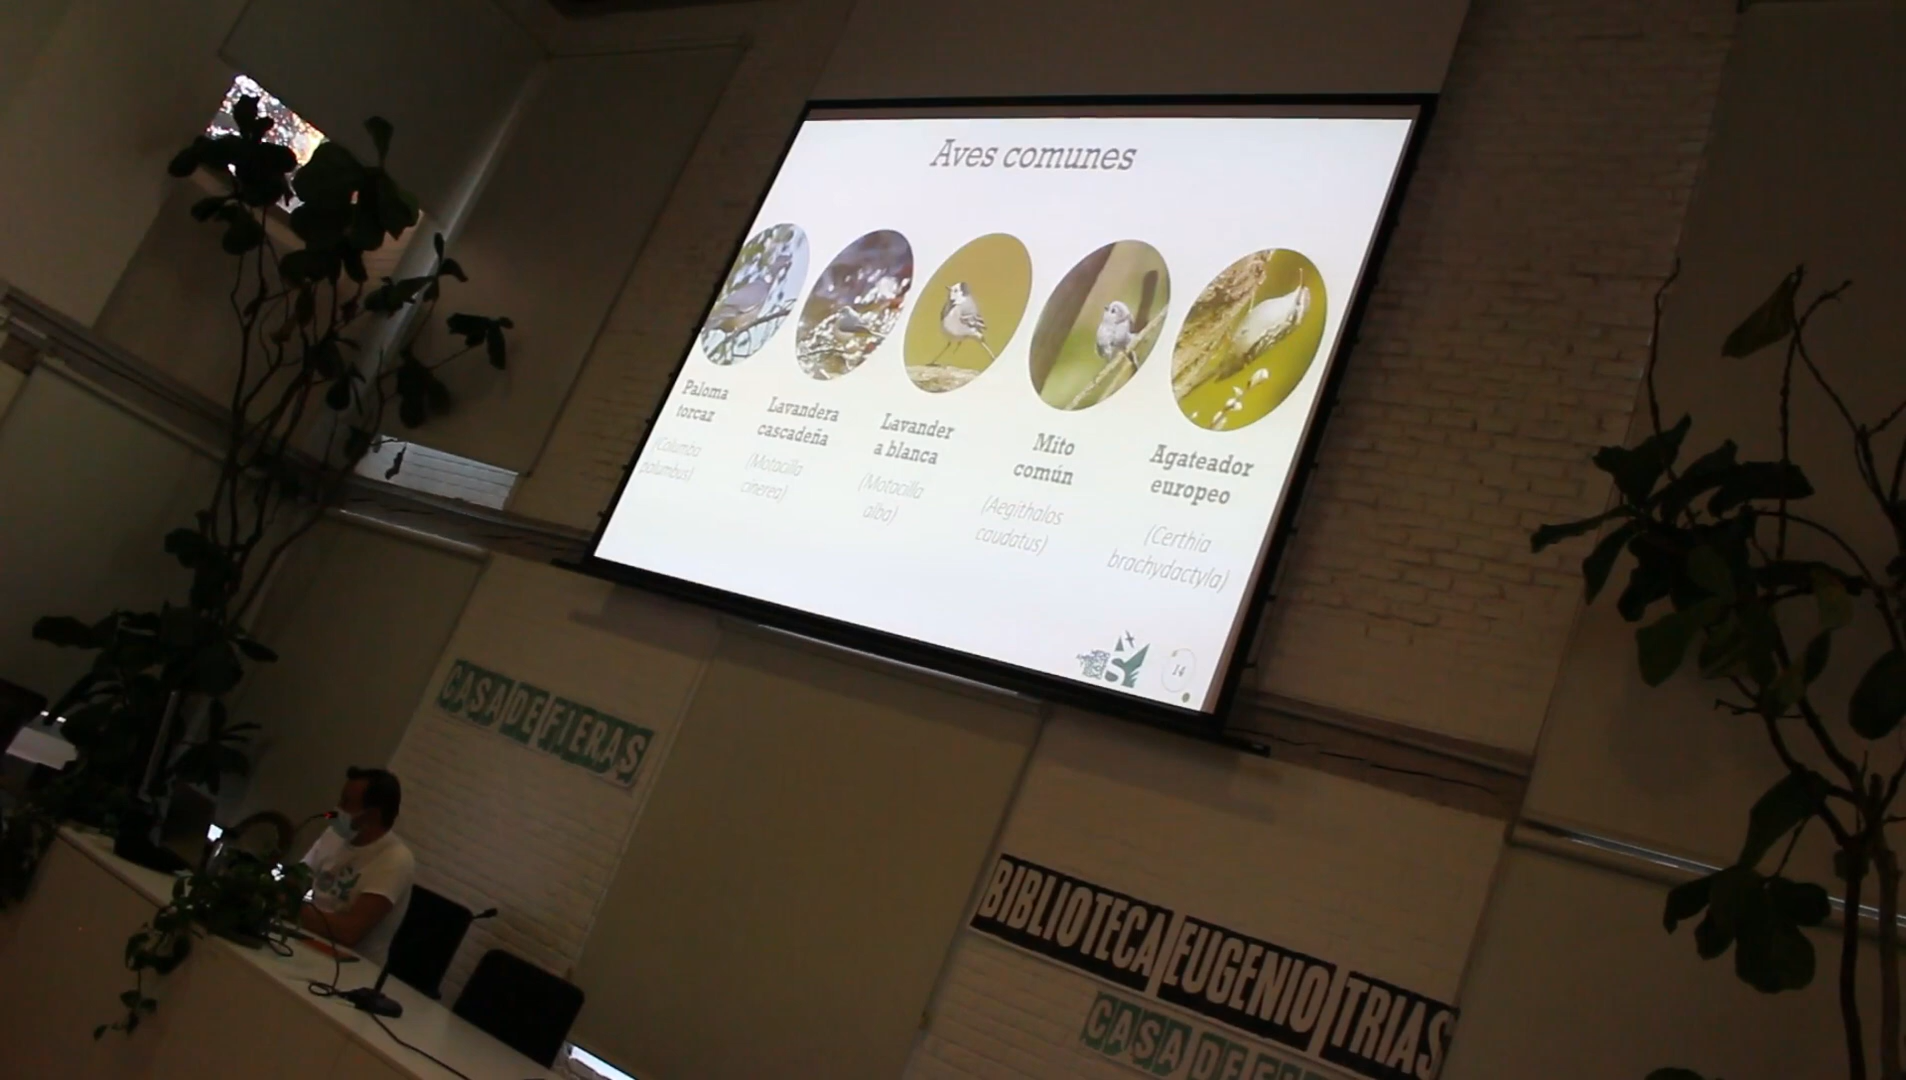 Aves comunes
Paloma
torcaz
(Columba
palumbus)
Lavandera
cascadeña
(Motacilla
cinerea)
Lavander
a blanca
(Motacilla
alba)
Mito
común
(Aegithalos
caudatus)
Agateador
europeo
(Certhia
brachydactyla)
14
CASA DE FIERAS
BIBLIOTECA EUGENIO TRIAS
CASA DE